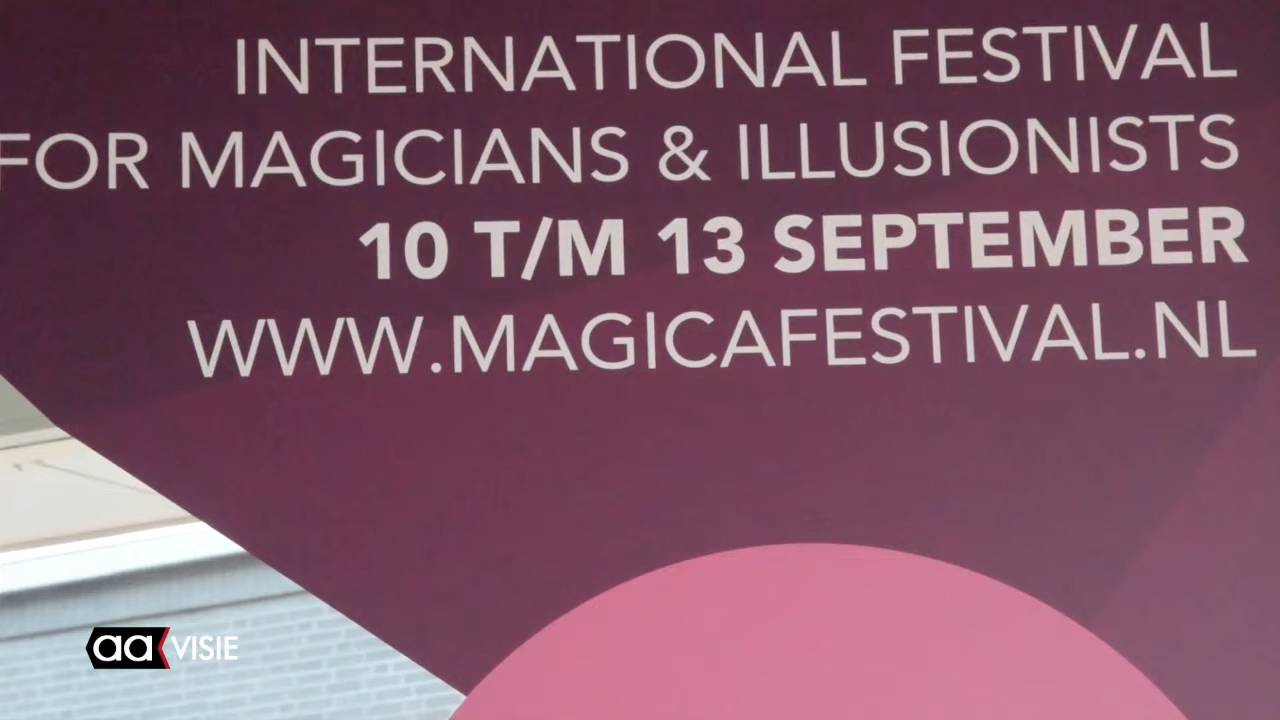 INTERNATIONAL FESTIVAL
FOR MAGICIANS & ILLUSIONISTS
10 T/M 13 SEPTEMBER
WWW.MAGICAFESTIVAL.NL
aa VISIE